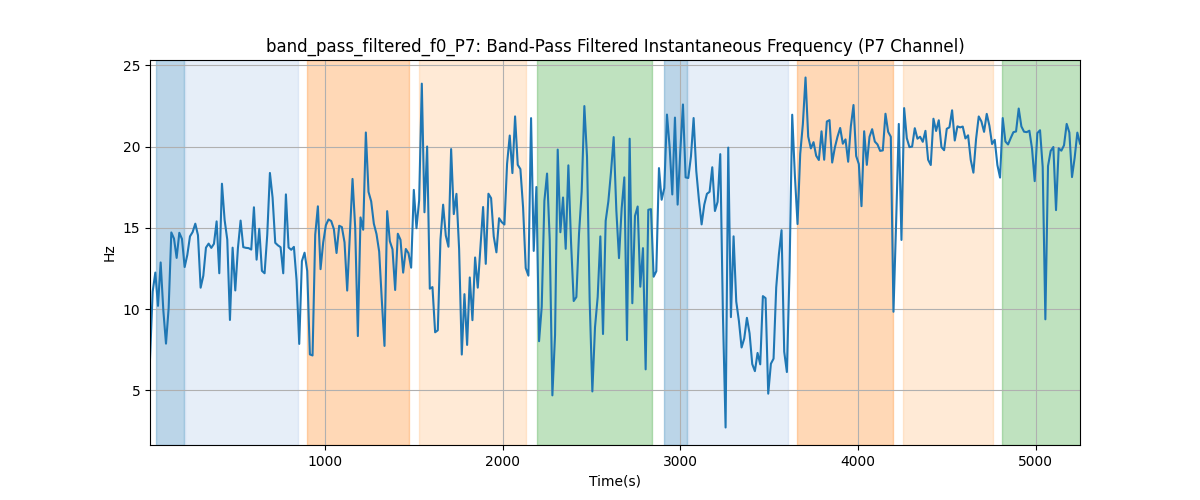 band_pass_filtered_f0_P7: Band-Pass Filtered Instantaneous Frequency (P7 Channel)
25
20
15
10
5
Hz
1000 2000 3000 4000 5000
Time(s)